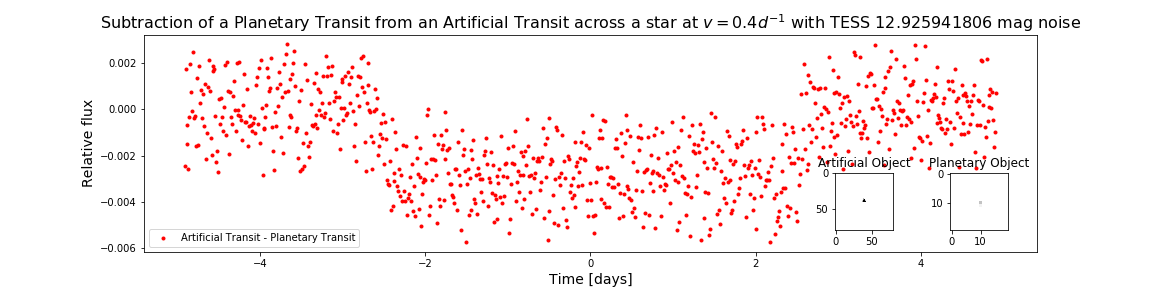 Subtraction of a Planetary Transit from an Artificial Transit across a star at v = 0.4d⁻¹ with TESS 12.925941806 mag noise
Relative flux
0.002
0.000
−0.002
−0.004
−0.006
Artificial Transit - Planetary Transit
Artificial Object
0
50
0 50
Planetary Object
0
10
0 10
−4 −2 0 2 4
Time [days]